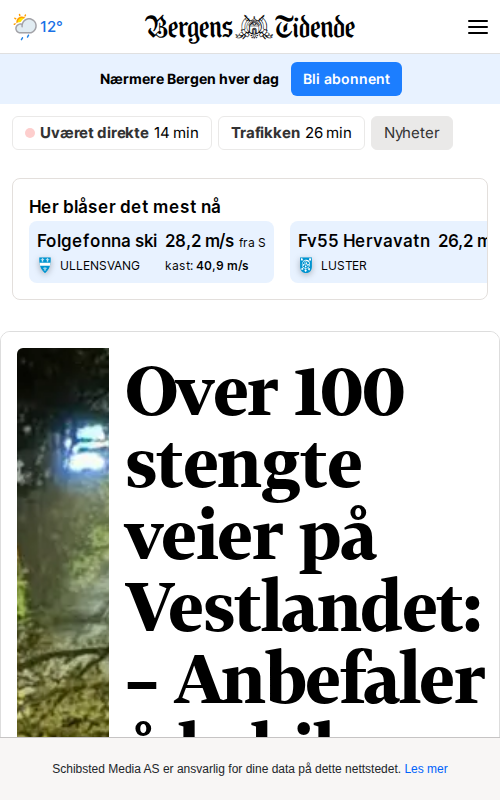 12°
Bergens Tidende
Nærmere Bergen hver dag
Bli abonnent
Uværet direkte 14 min
Trafikken 26 min
Nyheter
Her blåser det mest nå
Folgefonna ski 28,2 m/s fra S
ULLENSVANG kast: 40,9 m/s
Fv55 Hervavatn 26,2 m
LUSTER
Over 100
stengte
veier på
Vestlandet:
– Anbefaler
Schibsted Media AS er ansvarlig for dine data på dette nettstedet. Les mer